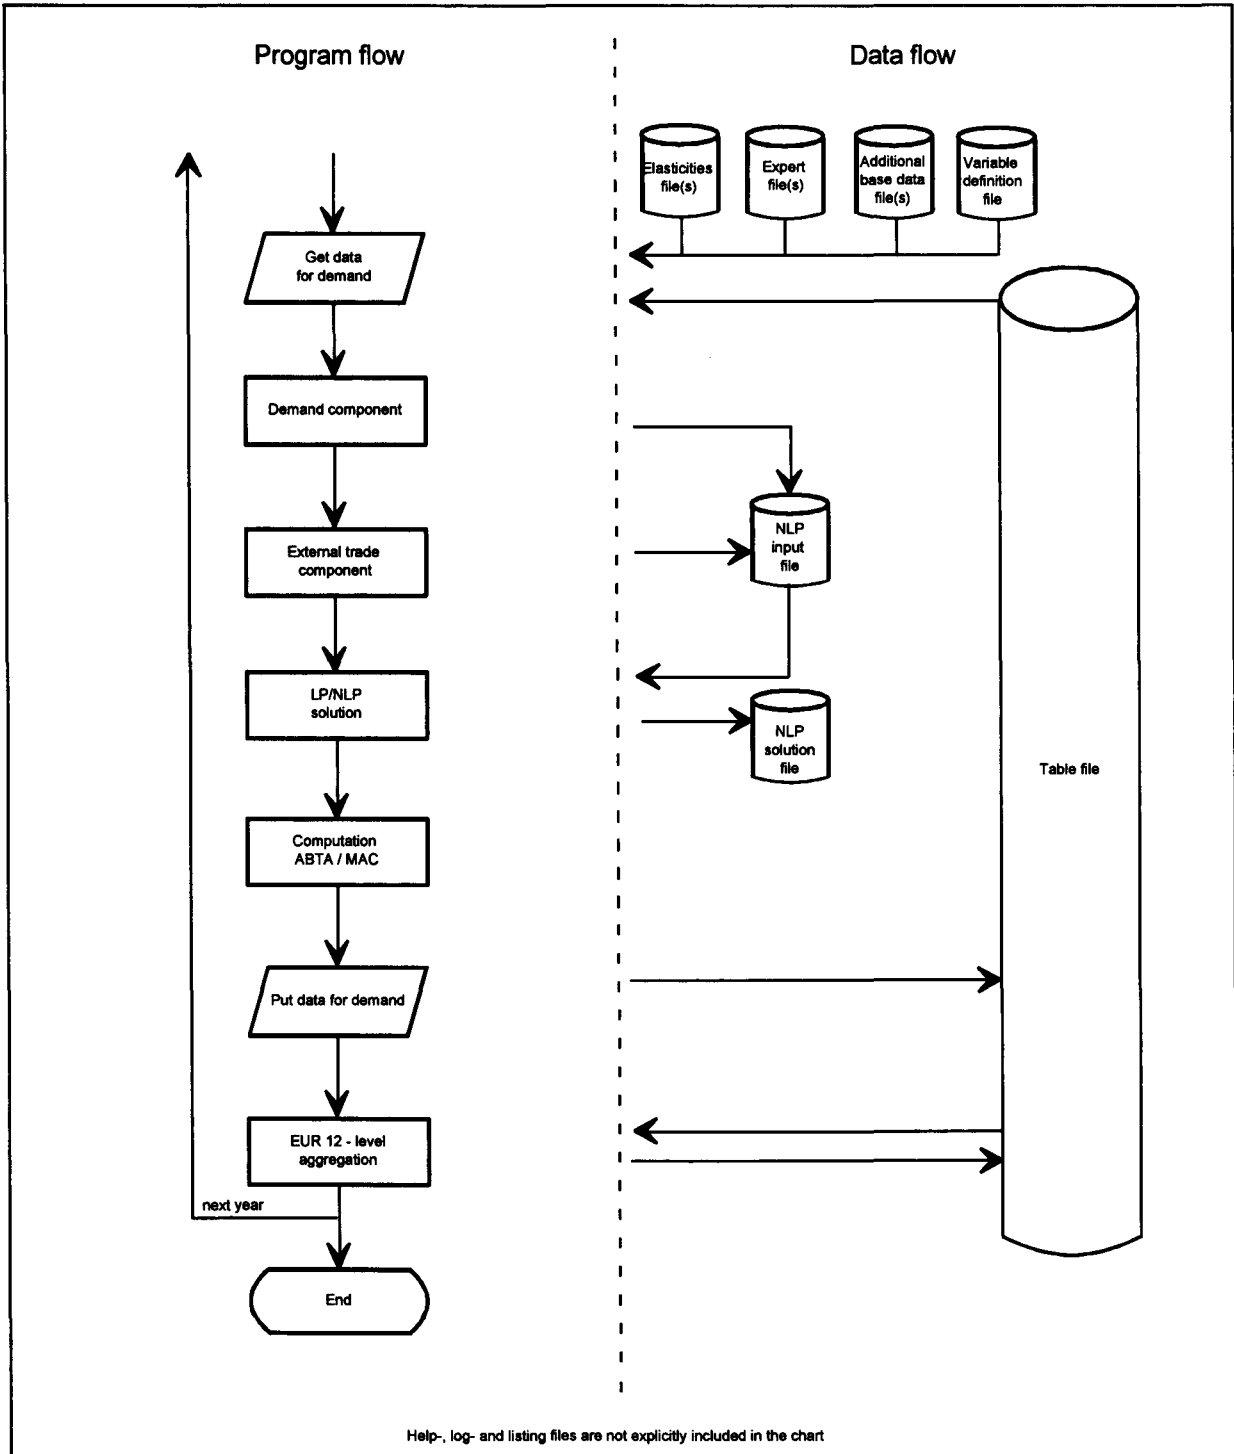 Program flow
Data flow
Elasticities
file(s)
Expert
file(s)
Additional
base data
file(s)
Variable
definition
file
Get data
for demand
Demand component
External trade
component
LP/NLP
solution
Computation
ABTA / MAC
Put data for demand
EUR 12 - level
aggregation
next year
End
NLP
input
file
NLP
solution
file
Table file
Help-, log- and listing files are not explicitly included in the chart